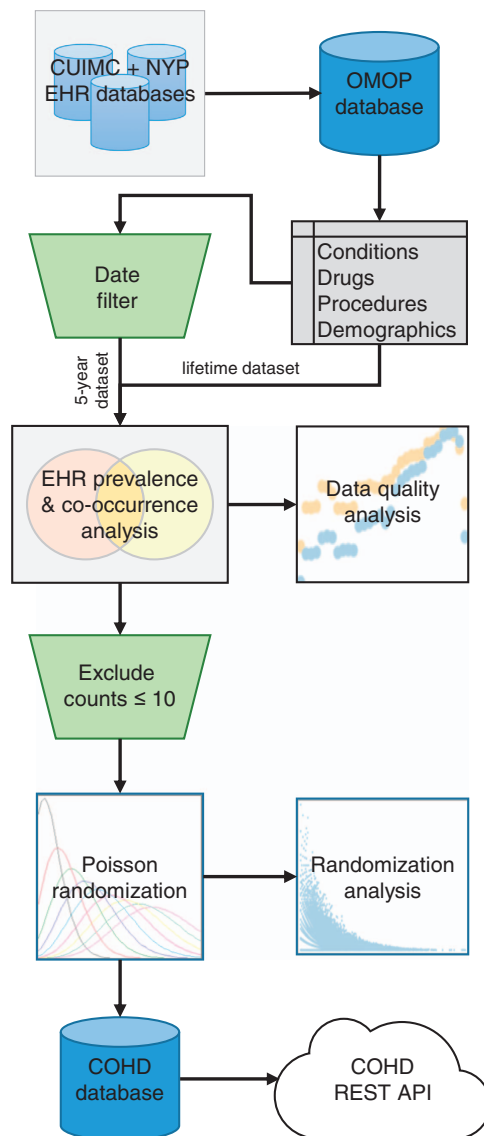 CUIMC + NYP
EHR databases
OMOP
database
Conditions
Drugs
Procedures
Demographics
Date
filter
5-year
dataset
lifetime dataset
EHR prevalence
& co-occurrence
analysis
Data quality
analysis
Exclude
counts ≤ 10
Poisson
randomization
Randomization
analysis
COHD
database
COHD
REST API